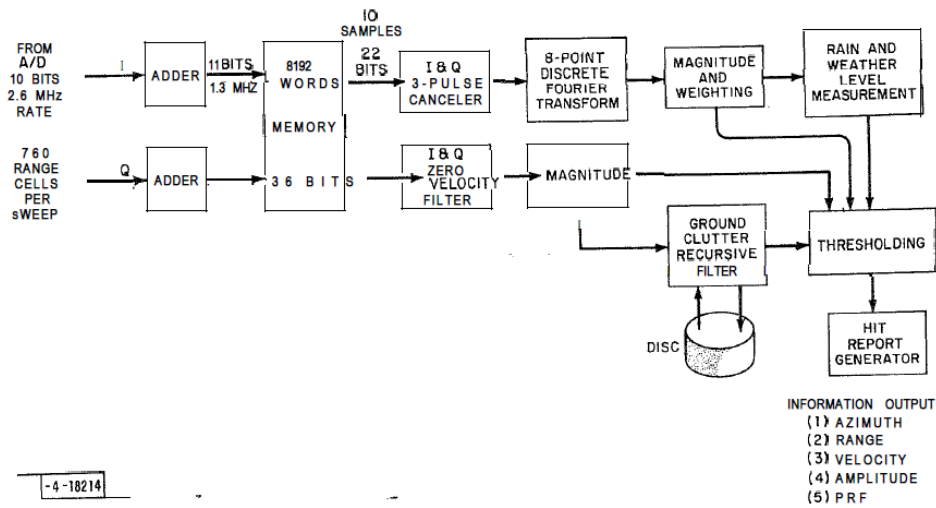 FROM
A/D
10 BITS
2.6 MHz
RATE
I
ADDER
11 BITS
1.3 MHZ
8192
WORDS
MEMORY
36 BITS
10
SAMPLES
22
BITS
I & Q
3-PULSE
CANCELER
8-POINT
DISCRETE
FOURIER
TRANSFORM
MAGNITUDE
AND
WEIGHTING
RAIN AND
WEATHER
LEVEL
MEASUREMENT
760
RANGE
CELLS
PER
sWEEP
Q
ADDER
I & Q
ZERO
VELOCITY
FILTER
MAGNITUDE
GROUND
CLUTTER
RECURSIVE
FILTER
THRESHOLDING
DISC
HIT
REPORT
GENERATOR
INFORMATION OUTPUT
(1) AZIMUTH
(2) RANGE
(3) VELOCITY
(4) AMPLITUDE
(5) PRF
-4-18214